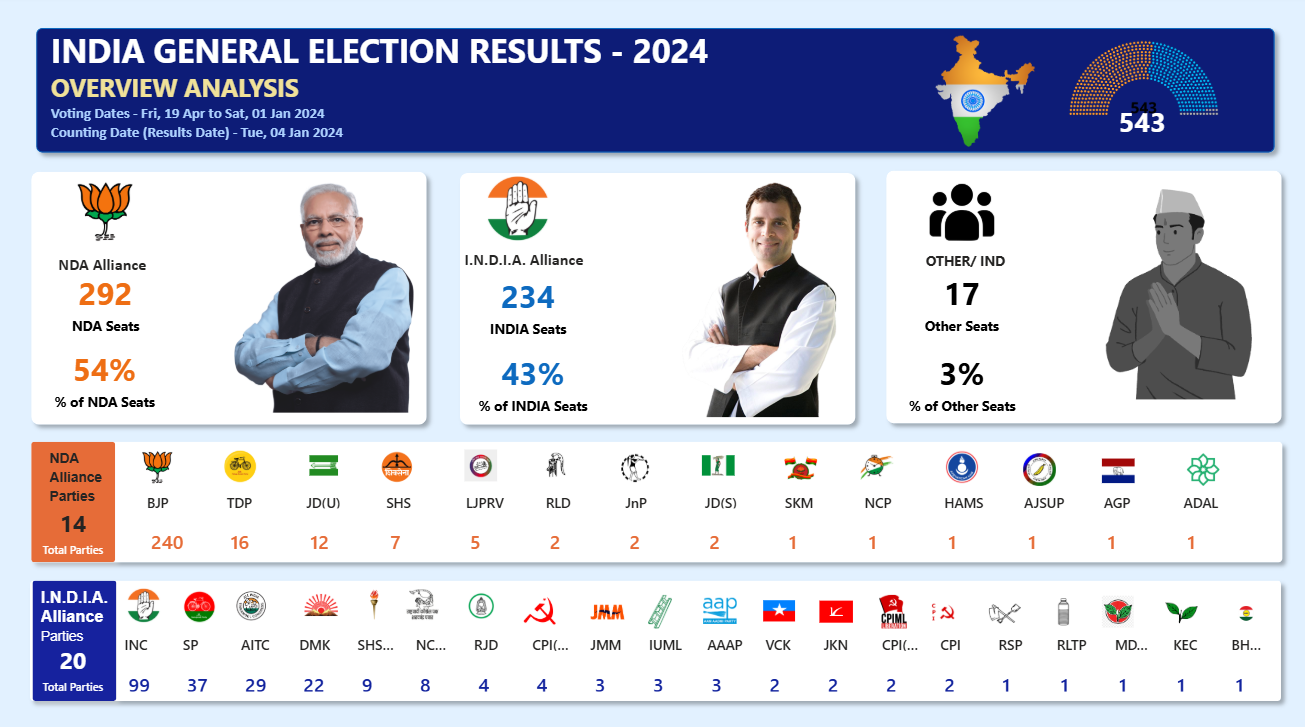 INDIA GENERAL ELECTION RESULTS - 2024
OVERVIEW ANALYSIS
Voting Dates - Fri, 19 Apr to Sat, 01 Jan 2024
Counting Date (Results Date) - Tue, 04 Jan 2024
543
543
NDA Alliance
292
NDA Seats
54%
% of NDA Seats
I.N.D.I.A. Alliance
234
INDIA Seats
43%
% of INDIA Seats
OTHER/ IND
17
Other Seats
3%
% of Other Seats
NDA
Alliance
Parties
14
Total Parties
BJP TDP JD(U) SHS LJPRV RLD JnP JD(S) SKM NCP HAMS AJSUP AGP ADAL
240 16 12 7 5 2 2 2 1 1 1 1 1 1
I.N.D.I.A.
Alliance
Parties
20
Total Parties
JMM aap CPIML
INC SP AITC DMK SHS... NC... RJD CPI(... JMM IUML AAAP VCK JKN CPI(... CPI RSP RLTP MD... KEC BH...
99 37 29 22 9 8 4 4 3 3 3 2 2 2 2 1 1 1 1 1